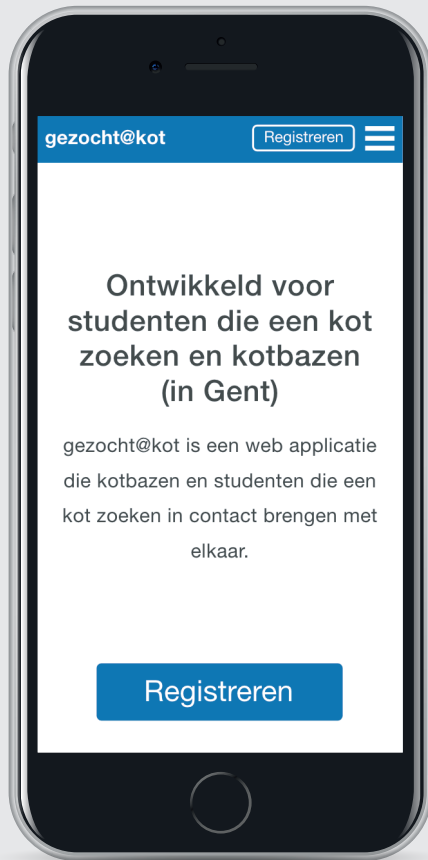 gezocht@kot
Registreren
Ontwikkeld voor
studenten die een kot
zoeken en kotbazen
(in Gent)
gezocht@kot is een web applicatie
die kotbazen en studenten die een
kot zoeken in contact brengen met
elkaar.
Registreren